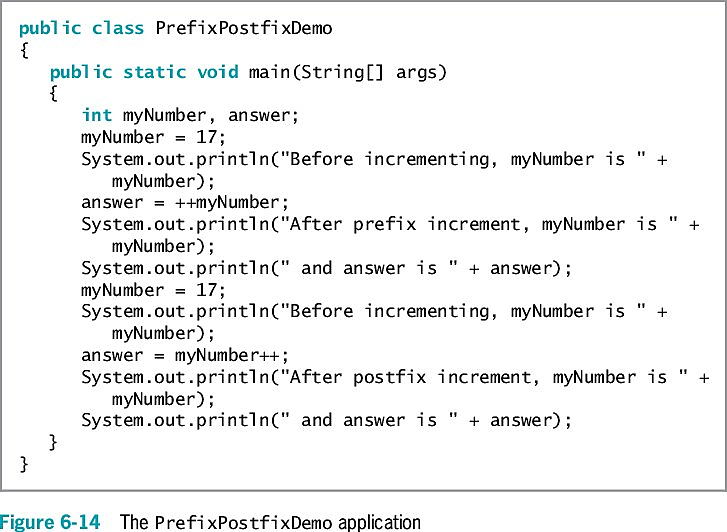 public class PrefixPostfixDemo
{
   public static void main(String[] args)
   {
      int myNumber, answer;
      myNumber = 17;
      System.out.println("Before incrementing, myNumber is " +
         myNumber);
      answer = ++myNumber;
      System.out.println("After prefix increment, myNumber is " +
         myNumber);
      System.out.println(" and answer is " + answer);
      myNumber = 17;
      System.out.println("Before incrementing, myNumber is " +
         myNumber);
      answer = myNumber++;
      System.out.println("After postfix increment, myNumber is " +
         myNumber);
      System.out.println(" and answer is " + answer);
   }
}
Figure 6-14 The PrefixPostfixDemo application